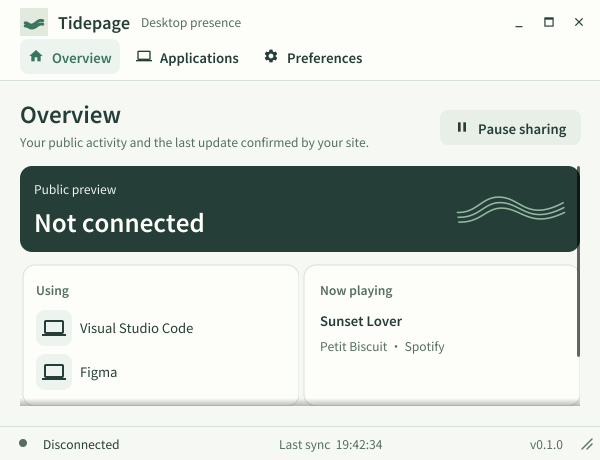 Tidepage Desktop presence
Overview Applications Preferences
Overview
Your public activity and the last update confirmed by your site.
Pause sharing
Public preview
Not connected
Using
Visual Studio Code
Figma
Now playing
Sunset Lover
Petit Biscuit • Spotify
Disconnected
Last sync 19:42:34
v0.1.0